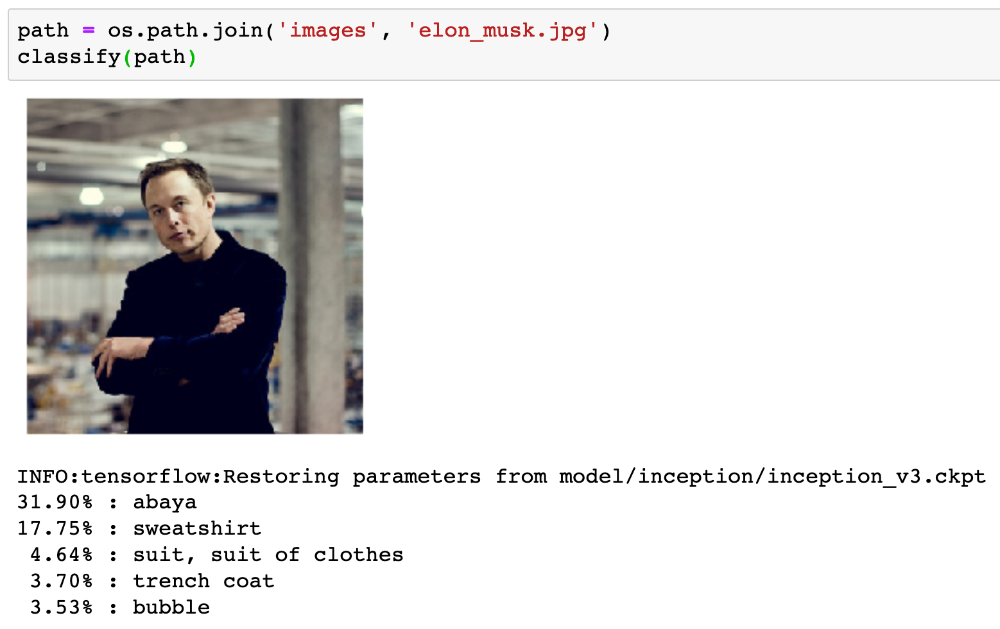 path = os.path.join('images', 'elon_musk.jpg')
classify(path)
INFO:tensorflow:Restoring parameters from model/inception/inception_v3.ckpt
31.90% : abaya
17.75% : sweatshirt
4.64% : suit, suit of clothes
3.70% : trench coat
3.53% : bubble